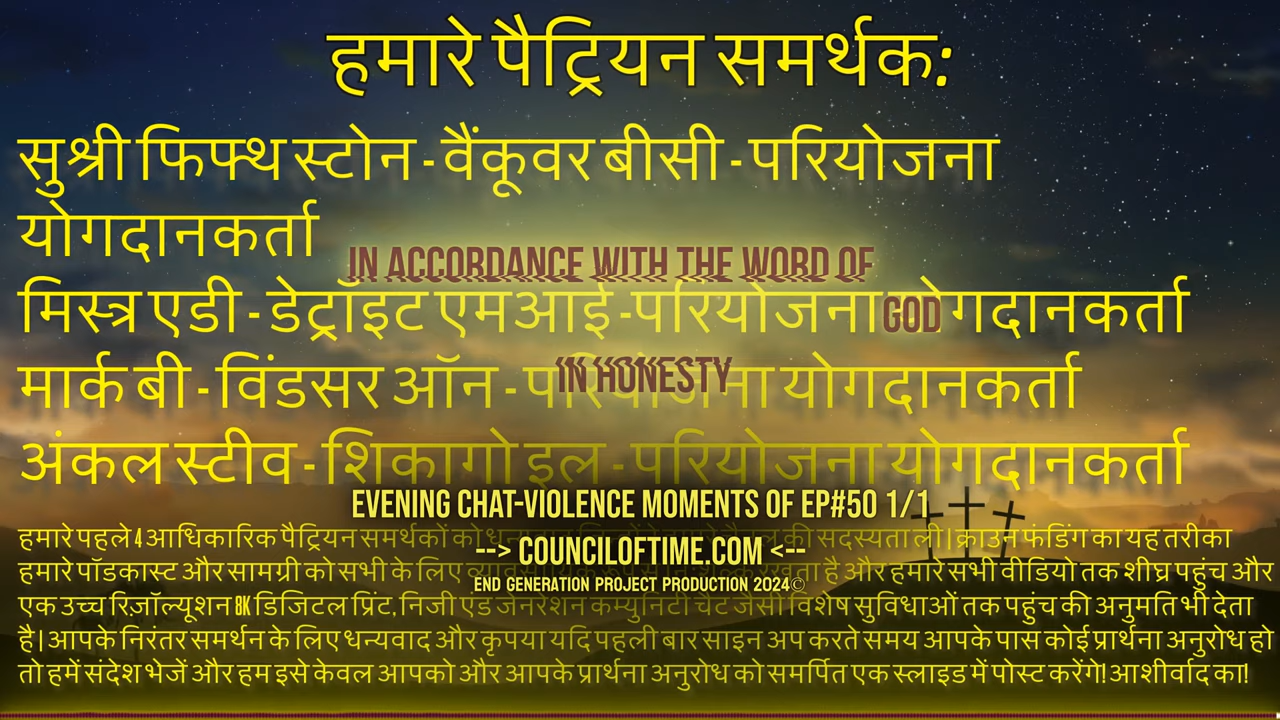 हमारे पैट्रियन समर्थक:
सुश्री फिफ्थ स्टोन - वैंकूवर बीसी - परियोजना
योगदानकर्ता
IN ACCORDANCE WITH THE WORD OF
मिस्त्र एडी - डेट्रॉइट एमआई -परियोजना गदानकर्ता
GOD
मार्क बी - विंडसर ऑन - योगदानकर्ता
IN HONESTY
अंकल स्टीव - शिकागो इल - परियोजना योगदानकर्ता
EVENING CHAT-VIOLENCE MOMENTS OF EP#50 1/1
हमारे पहले 4 आधिकारिक पैट्रियन समर्थकों को की सदस्यता ली। क्राउन फंडिंग का यह तरीका
--> COUNCILOFTIME.COM <--
हमारे पॉडकास्ट और सामग्री को सभी के लिए रखता है और हमारे सभी वीडियो तक शीघ्र पहुंच और
END GENERATION PROJECT PRODUCTION 2024©
एक उच्च रिज़ॉल्यूशन 8K डिजिटल प्रिंट, निजी एंड जनरेशन कम्युनिटी चैट जैसी विशेष सुविधाओं तक पहुंच की अनुमति भी देता
है। आपके निरंतर समर्थन के लिए धन्यवाद और कृपया यदि पहली बार साइन अप करते समय आपके पास कोई प्रार्थना अनुरोध हो
तो हमें संदेश भेजें और हम इसे केवल आपको और आपके प्रार्थना अनुरोध को समर्पित एक स्लाइड में पोस्ट करेंगे! आशीर्वाद का!